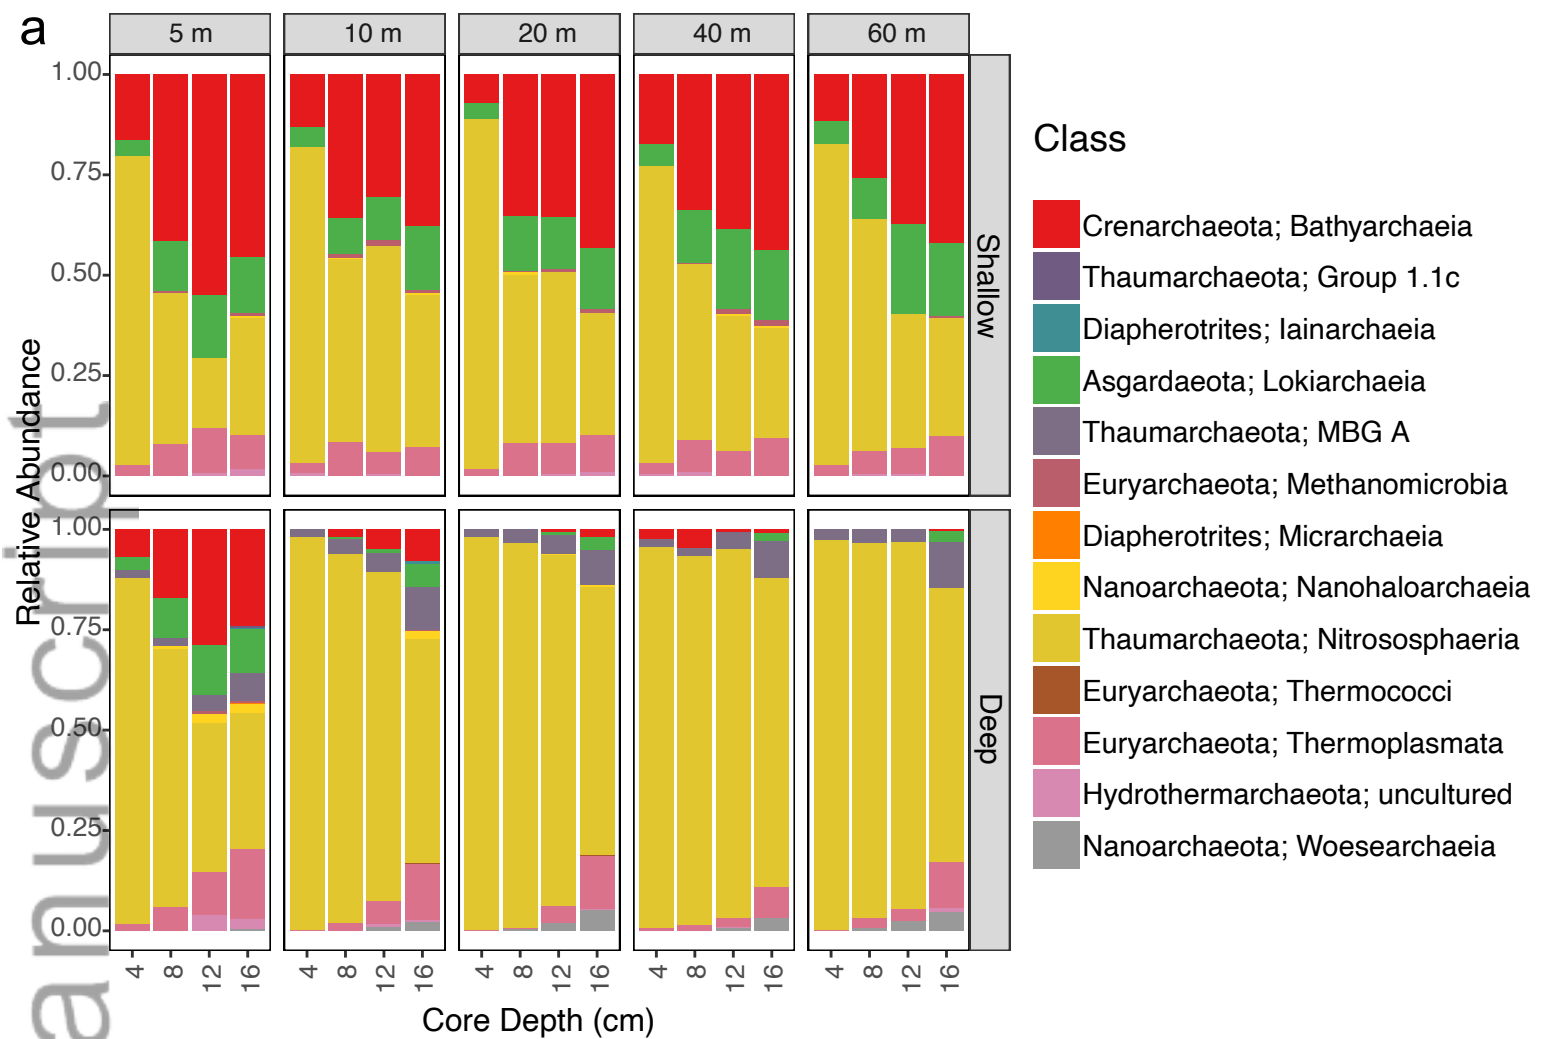 a
5 m 10 m 20 m 40 m 60 m
1.00
0.75
0.50
0.25
0.00
Shallow
1.00
0.75
0.50
0.25
0.00
Deep
Relative Abundance
4 8 12 16 4 8 12 16 4 8 12 16 4 8 12 16 4 8 12 16
Core Depth (cm)
Class
Crenarchaeota; Bathyarchaeia
Thaumarchaeota; Group 1.1c
Diapherotrites; Iainarchaeia
Asgardaeota; Lokiarchaeia
Thaumarchaeota; MBG A
Euryarchaeota; Methanomicrobia
Diapherotrites; Micrarchaeia
Nanoarchaeota; Nanohaloarchaeia
Thaumarchaeota; Nitrososphaeria
Euryarchaeota; Thermococci
Euryarchaeota; Thermoplasmata
Hydrothermarchaeota; uncultured
Nanoarchaeota; Woesearchaeia
anuscript